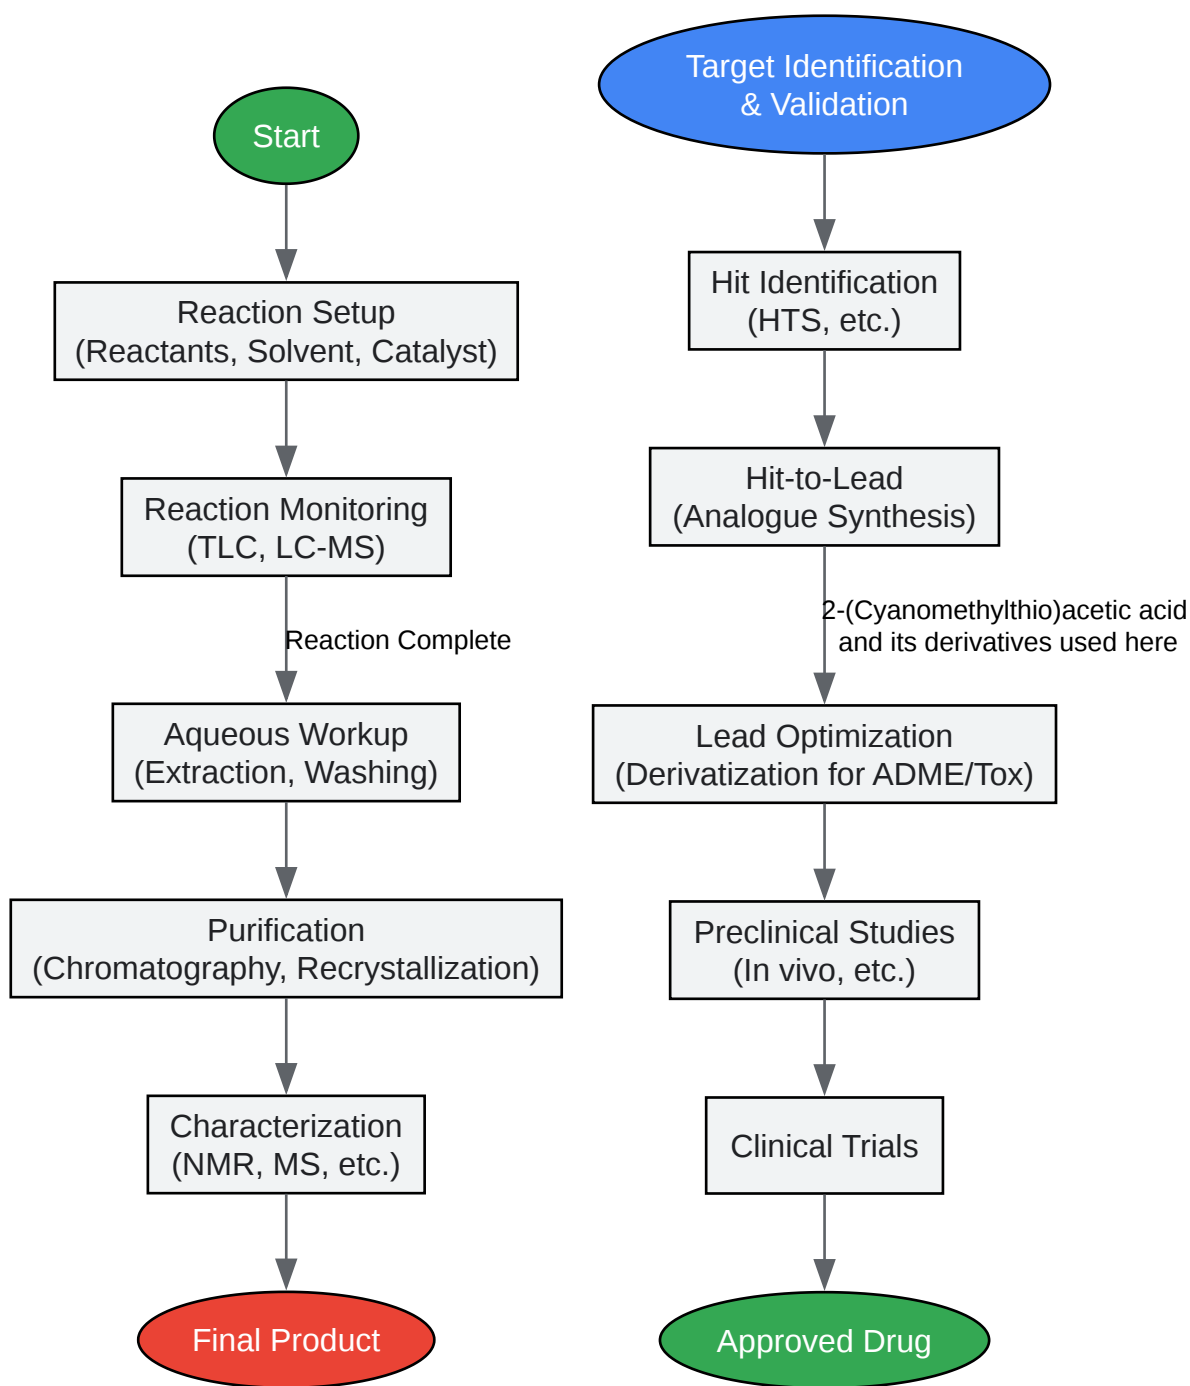 Start
Reaction Setup
(Reactants, Solvent, Catalyst)
Reaction Monitoring
(TLC, LC-MS)
Reaction Complete
Aqueous Workup
(Extraction, Washing)
Purification
(Chromatography, Recrystallization)
Characterization
(NMR, MS, etc.)
Final Product
Target Identification
& Validation
Hit Identification
(HTS, etc.)
Hit-to-Lead
(Analogue Synthesis)
2-(Cyanomethylthio)acetic acid
and its derivatives used here
Lead Optimization
(Derivatization for ADME/Tox)
Preclinical Studies
(In vivo, etc.)
Clinical Trials
Approved Drug